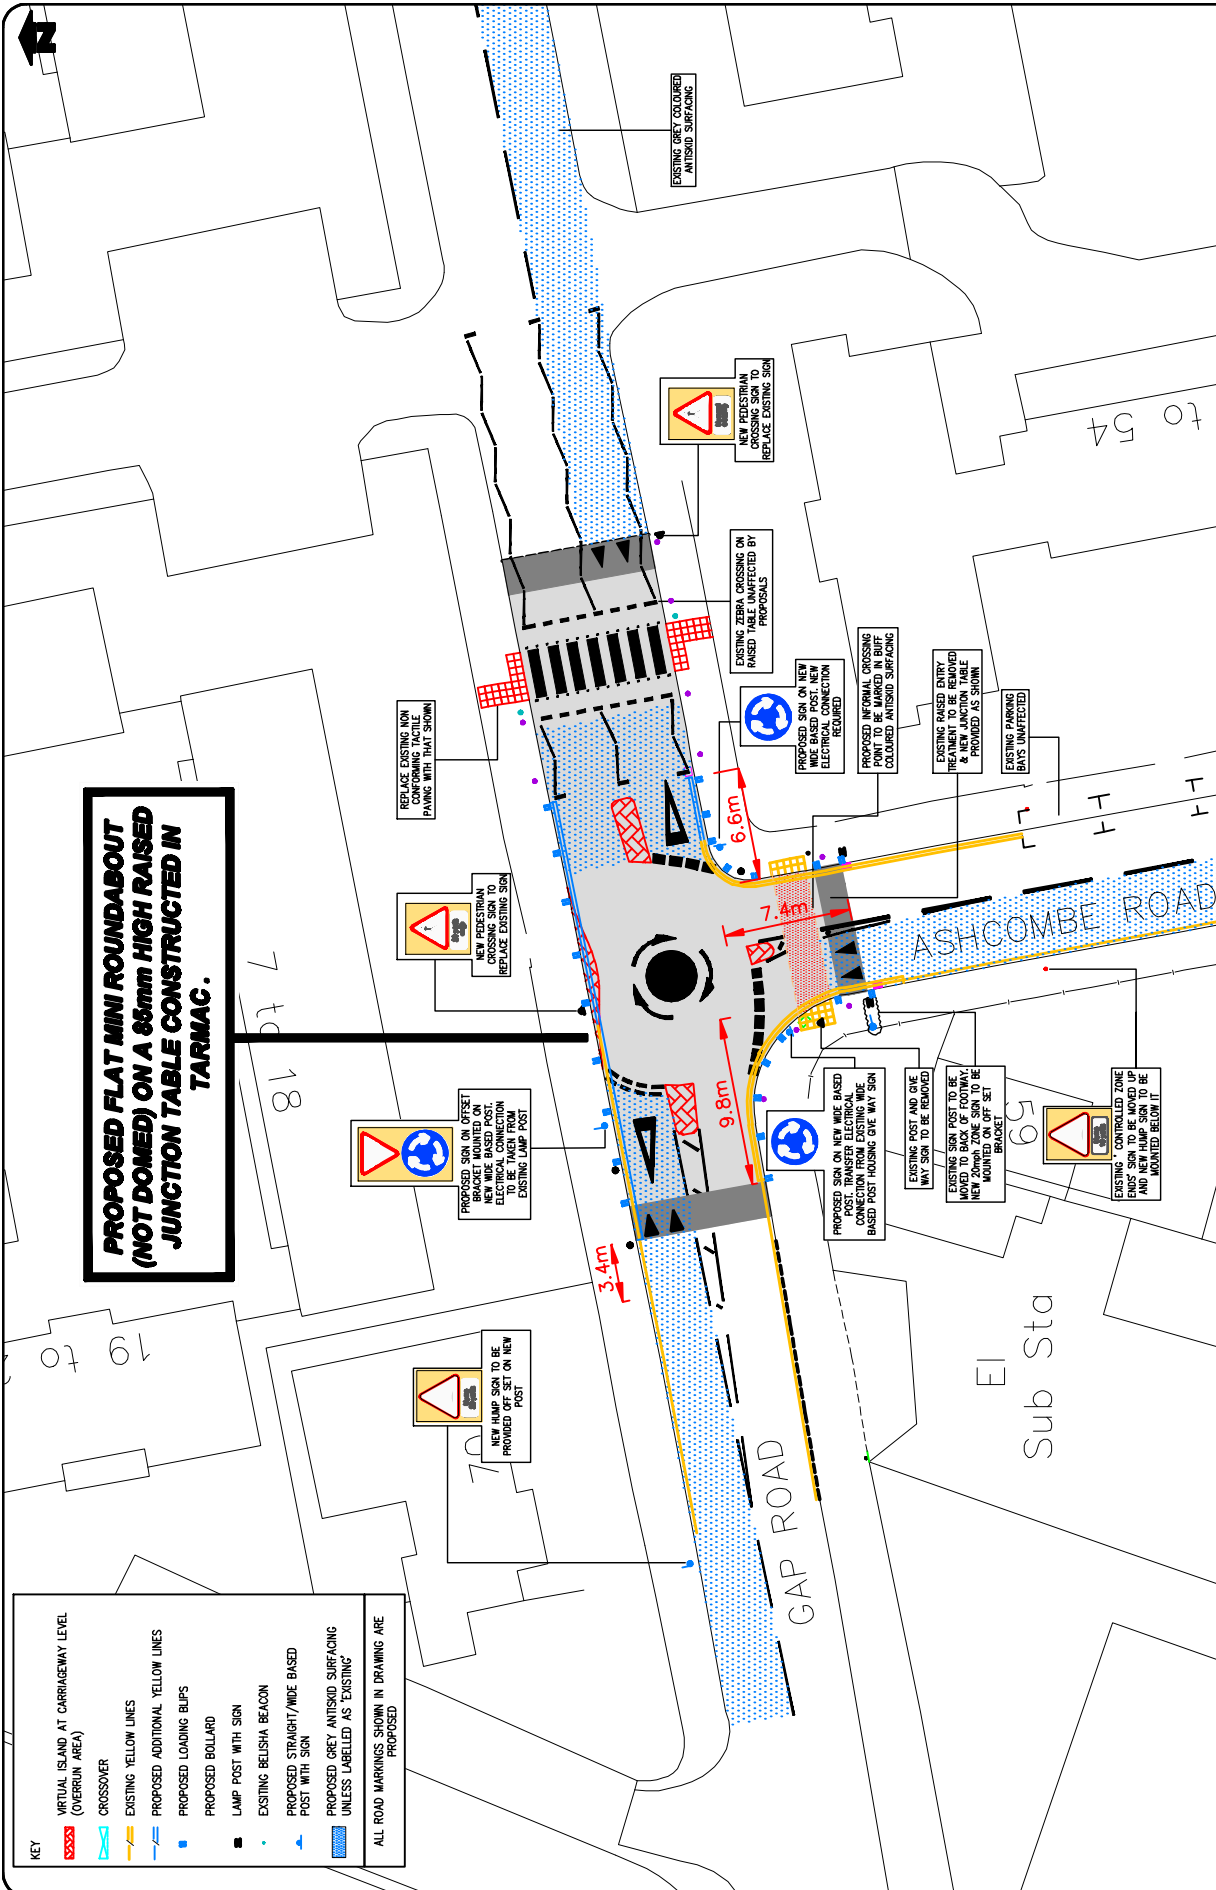 PROPOSED FLAT MINI ROUNDABOUT
(NOT DOMED) ON A 85mm HIGH RAISED
JUNCTION TABLE CONSTRUCTED IN
TARMAC.
N
EXISTING GREY COLOURED
ANTISKID SURFACING
NEW PEDESTRIAN
CROSSING SIGN TO
REPLACE EXISTING SIGN
EXISTING ZEBRA CROSSING ON
RAISED TABLE UNAFFECTED BY
PROPOSALS
REPLACE EXISTING NON
CONFORMING TACTILE
PAVING WITH THAT SHOWN
PROPOSED SIGN ON NEW
WIDE BASED POST. NEW
ELECTRICAL CONNECTION
REQUIRED
PROPOSED INFORMAL CROSSING
POINT TO BE MARKED IN BUFF
COLOURED ANTISKID SURFACING
EXISTING RAISED ENTRY
TREATMENT TO BE REMOVED
& NEW JUNCTION TABLE
PROVIDED AS SHOWN
EXISTING PARKING
BAYS UNAFFECTED
NEW PEDESTRIAN
CROSSING SIGN TO
REPLACE EXISTING SIGN
PROPOSED SIGN ON OFFSET
BRACKET MOUNTED ON
NEW WIDE BASED POST.
ELECTRICAL CONNECTION
TO BE TAKEN FROM
EXISTING LAMP POST
PROPOSED SIGN ON NEW WIDE BASED
POST. TRANSFER ELECTRICAL
CONNECTION FROM EXISTING WIDE
BASED POST HOUSING GIVE WAY SIGN
EXISTING POST AND GIVE
WAY SIGN TO BE REMOVED
EXISTING SIGN POST TO BE
MOVED TO BACK OF FOOTWAY.
NEW 20mph ZONE SIGN TO BE
MOUNTED ON OFF SET
BRACKET
EXISTING ' CONTROLLED ZONE
ENDS' SIGN TO BE MOVED UP
AND NEW HUMP SIGN TO BE
MOUNTED BELOW IT
NEW HUMP SIGN TO BE
PROVIDED OFF SET ON NEW
POST
6.6m
7.4m
9.8m
3.4m
ASHCOMBE ROAD
GAP ROAD
to 54
7 to 18
19 to
59
El
Sub Sta
KEY
VIRTUAL ISLAND AT CARRIAGEWAY LEVEL
(OVERRUN AREA)
CROSSOVER
EXISTING YELLOW LINES
PROPOSED ADDITIONAL YELLOW LINES
PROPOSED LOADING BLIPS
PROPOSED BOLLARD
LAMP POST WITH SIGN
EXSITING BELISHA BEACON
PROPOSED STRAIGHT/WIDE BASED
POST WITH SIGN
PROPOSED GREY ANTISKID SURFACING
UNLESS LABELLED AS 'EXISTING'
ALL ROAD MARKINGS SHOWN IN DRAWING ARE
PROPOSED